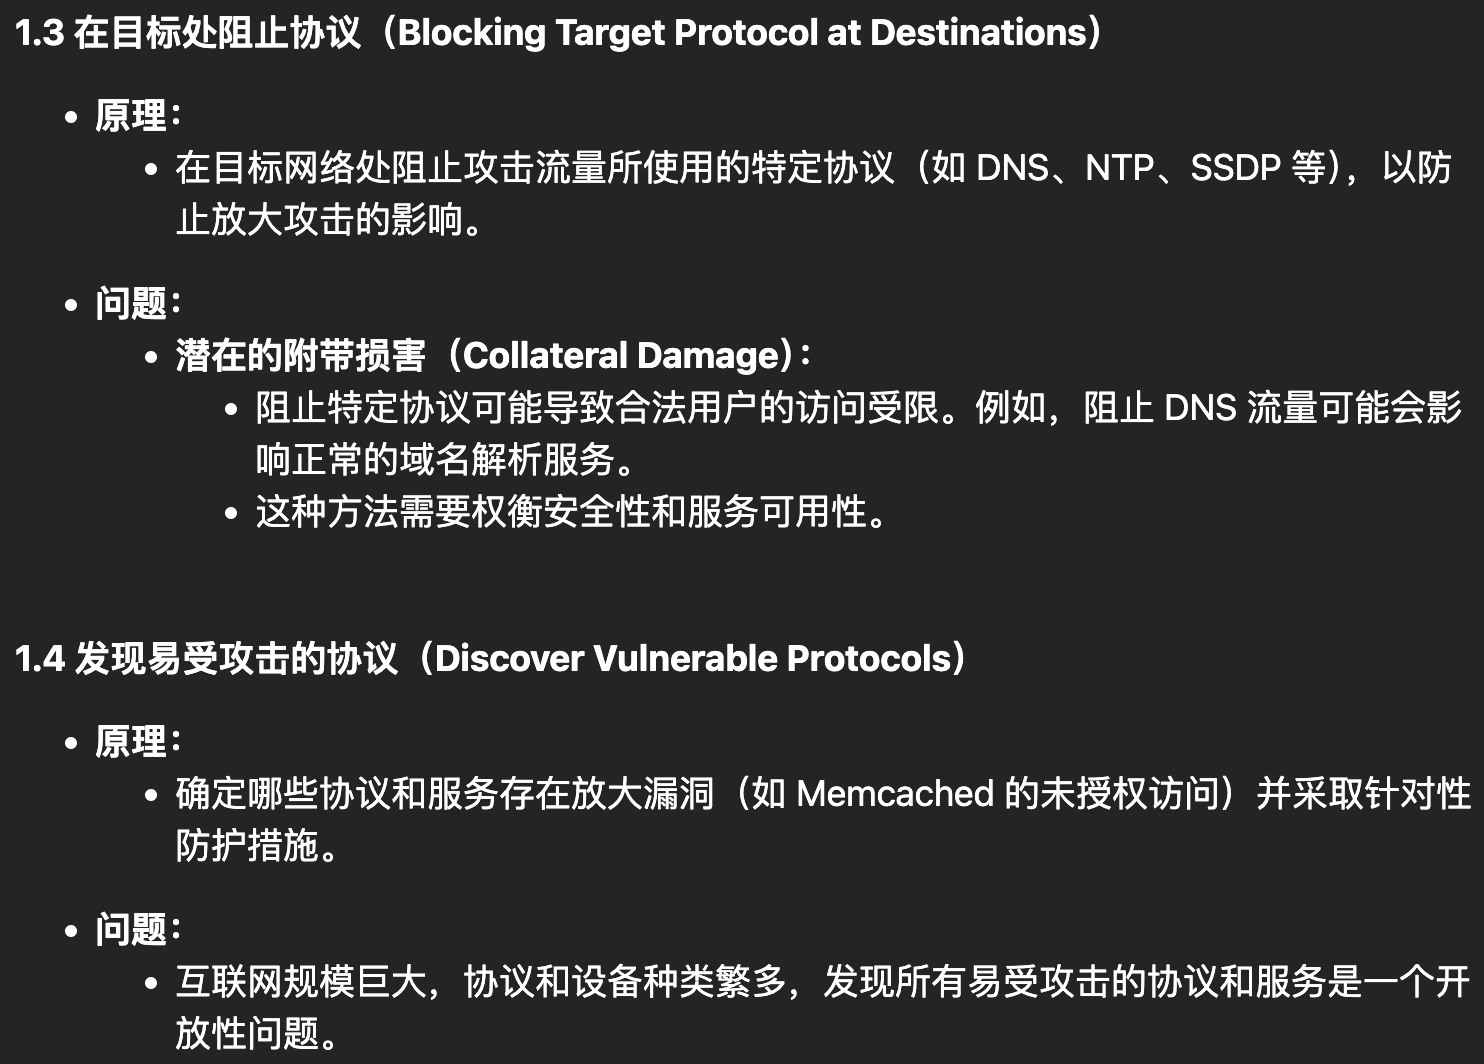 1.3 在目标处阻止协议（Blocking Target Protocol at Destinations）
• 原理：
• 在目标网络处阻止攻击流量所使用的特定协议（如 DNS、NTP、SSDP 等），以防
止放大攻击的影响。
• 问题：
• 潜在的附带损害（Collateral Damage）：
• 阻止特定协议可能导致合法用户的访问受限。例如，阻止 DNS 流量可能会影
响正常的域名解析服务。
• 这种方法需要权衡安全性和服务可用性。
1.4 发现易受攻击的协议（Discover Vulnerable Protocols）
• 原理：
• 确定哪些协议和服务存在放大漏洞（如 Memcached 的未授权访问）并采取针对性
防护措施。
• 问题：
• 互联网规模巨大，协议和设备种类繁多，发现所有易受攻击的协议和服务是一个开
放性问题。